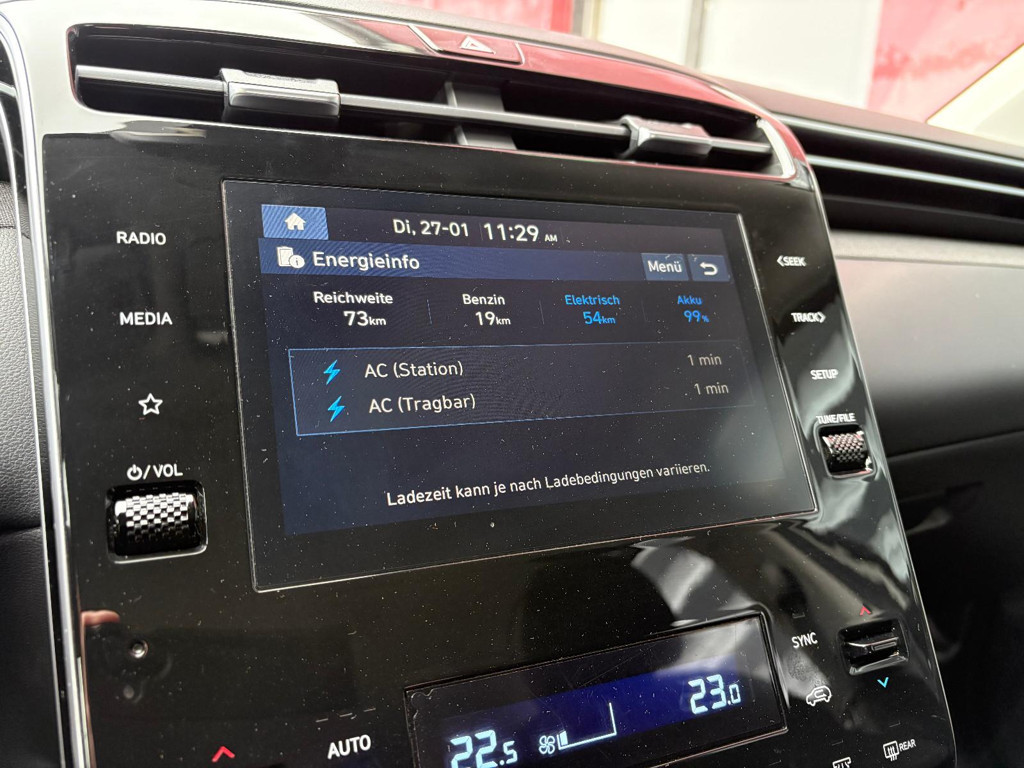 Di, 27-01 11:29 AM
Energieinfo Menü
Reichweite Benzin Elektrisch Akku
73km 19km 54km 99%
AC (Station) 1 min
AC (Tragbar) 1 min
Ladezeit kann je nach Ladebedingungen variieren.
RADIO
MEDIA
⏻/VOL
<SEEK
TRACK>
SETUP
TUNE/FILE
SYNC
AUTO
22.5
23.0
REAR